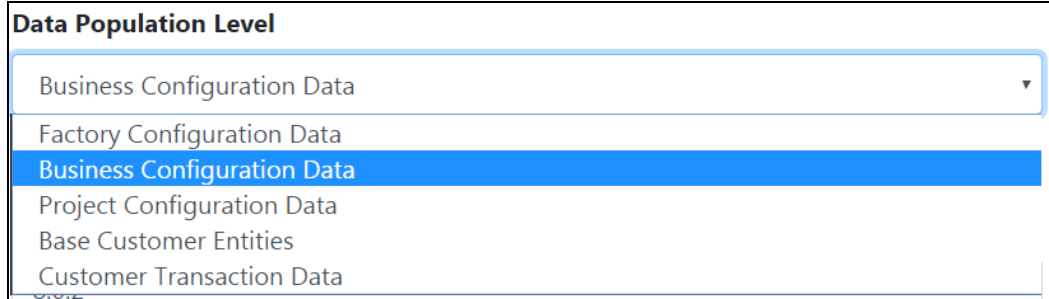 Data Population Level
Business Configuration Data
Factory Configuration Data
Business Configuration Data
Project Configuration Data
Base Customer Entities
Customer Transaction Data